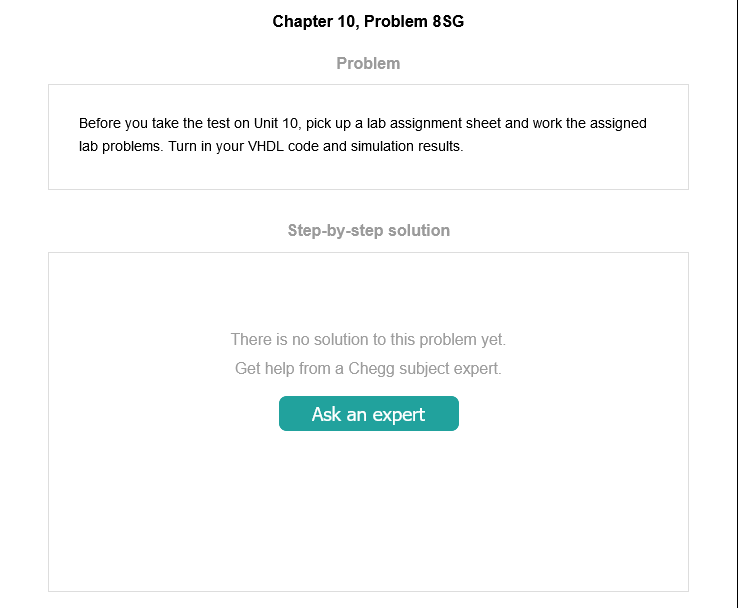 Chapter 10, Problem 8SG
Problem
Before you take the test on Unit 10, pick up a lab assignment sheet and work the assigned
lab problems. Turn in your VHDL code and simulation results.
Step-by-step solution
There is no solution to this problem yet.
Get help from a Chegg subject expert.
Ask an expert